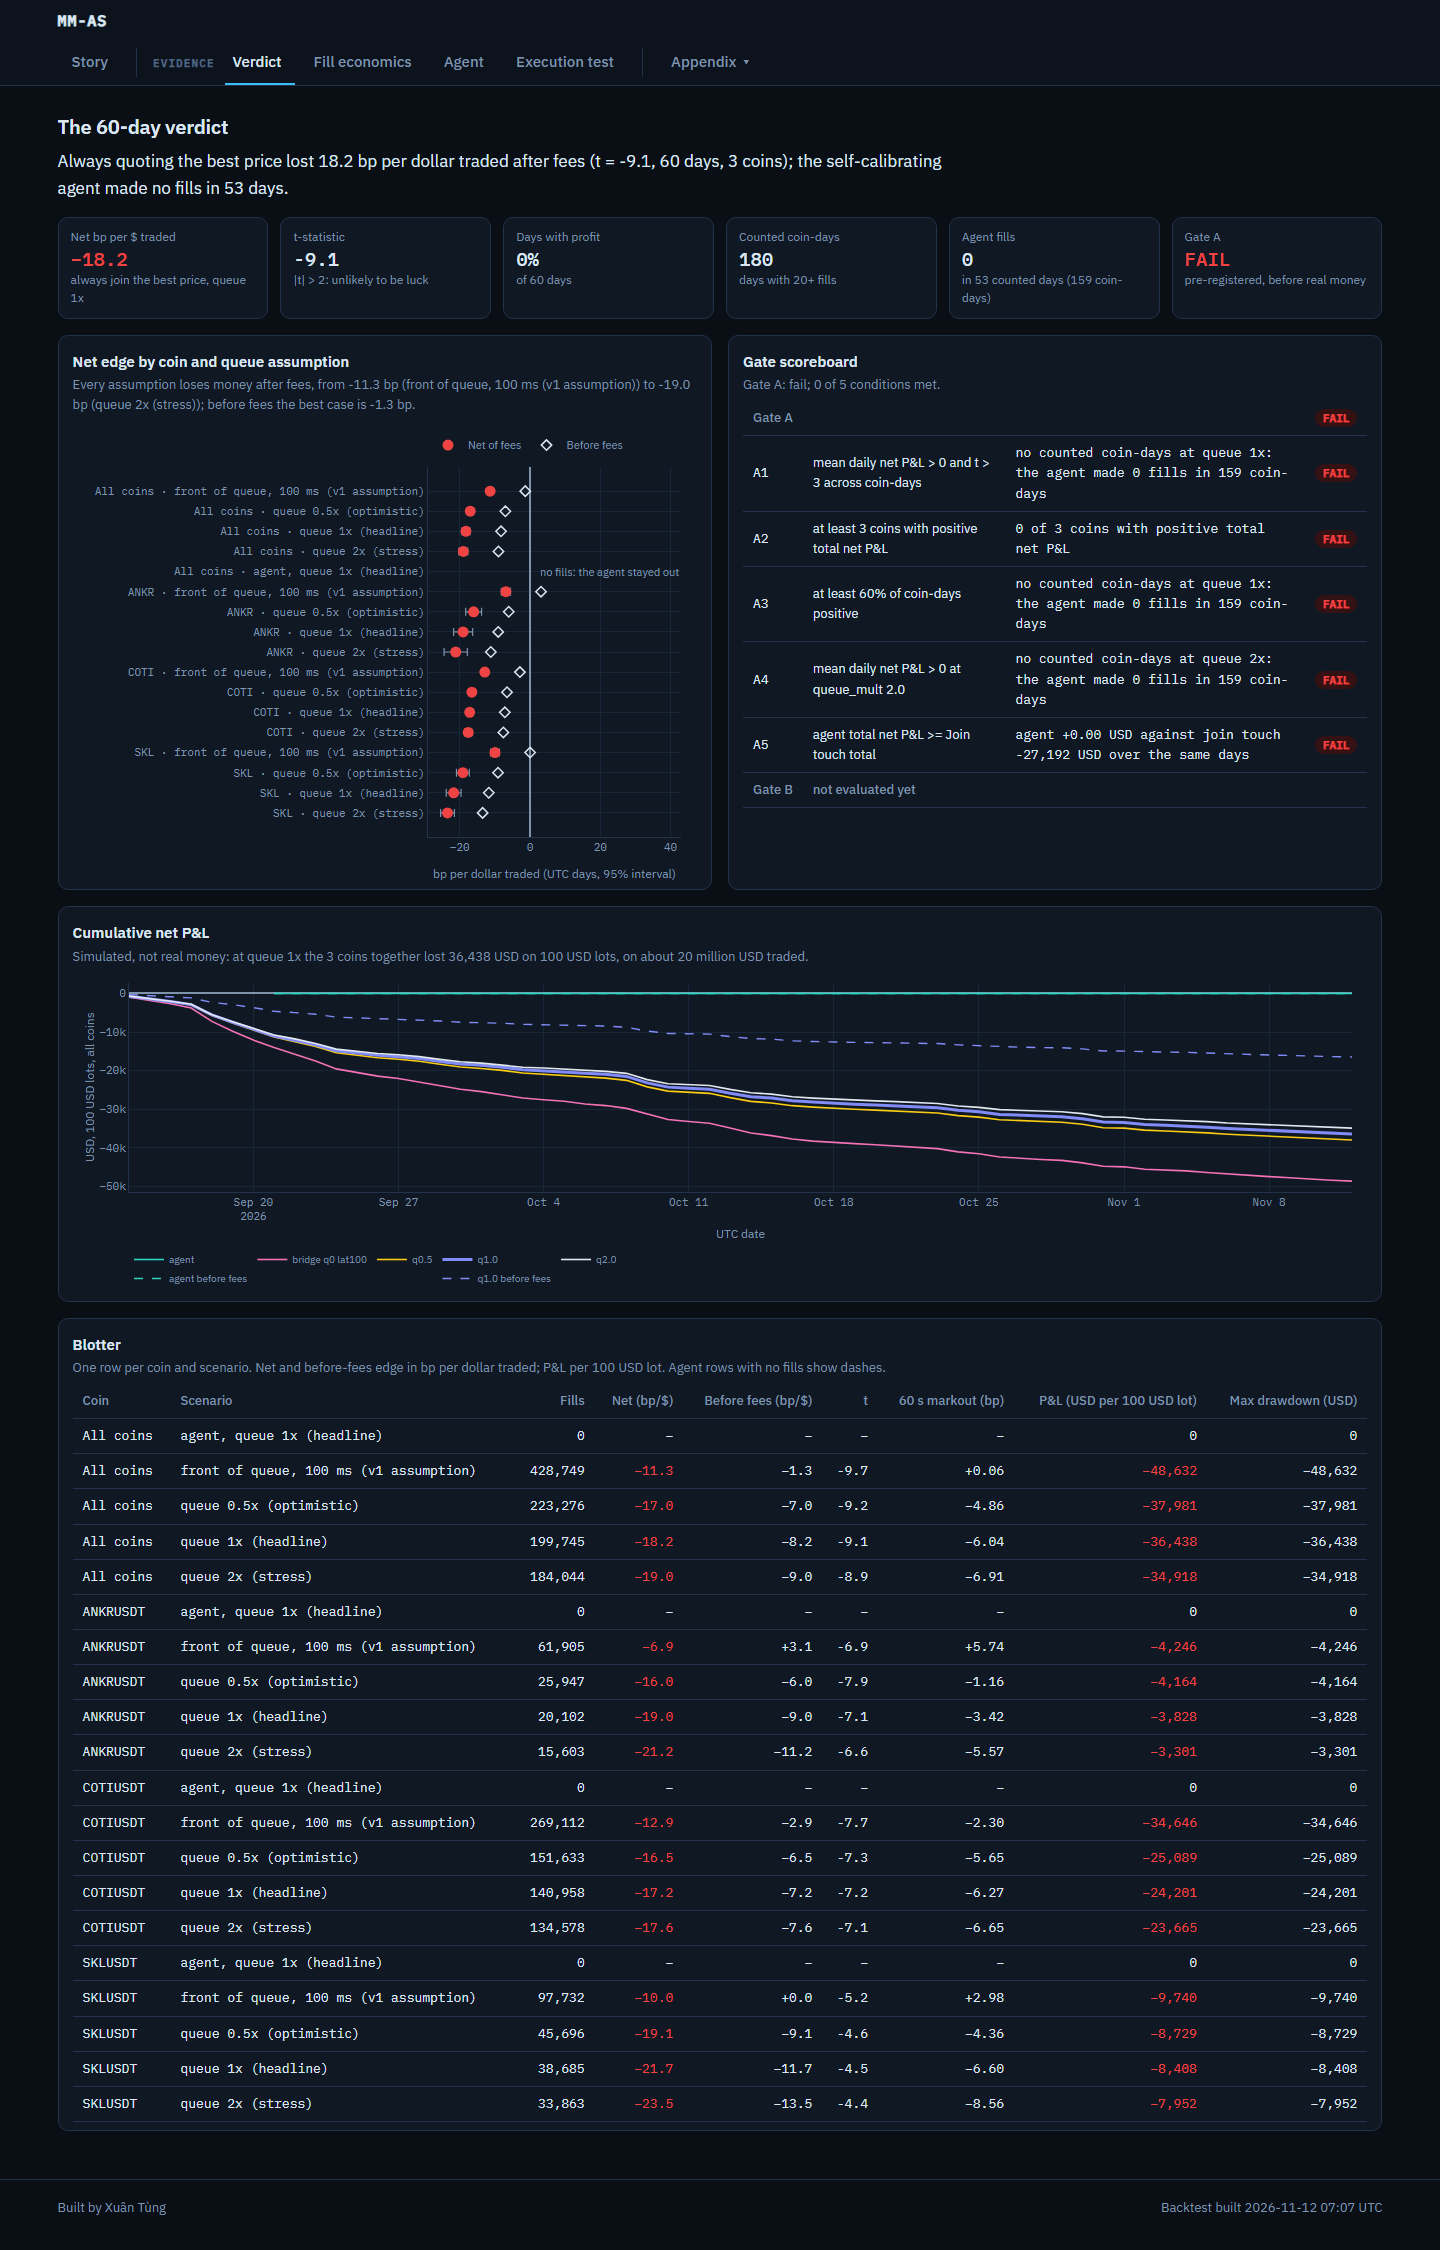 MM-AS
Story
EVIDENCE
Verdict
Fill economics
Agent
Execution test
Appendix ▾
The 60-day verdict
Always quoting the best price lost 18.2 bp per dollar traded after fees (t = -9.1, 60 days, 3 coins); the self-calibrating
agent made no fills in 53 days.
Net bp per $ traded
−18.2
always join the best price, queue
1x
t-statistic
-9.1
|t| > 2: unlikely to be luck
Days with profit
0%
of 60 days
Counted coin-days
180
days with 20+ fills
Agent fills
0
in 53 counted days (159 coin-
days)
Gate A
FAIL
pre-registered, before real money
Net edge by coin and queue assumption
Every assumption loses money after fees, from -11.3 bp (front of queue, 100 ms (v1 assumption)) to -19.0
bp (queue 2x (stress)); before fees the best case is -1.3 bp.
Net of fees
Before fees
All coins · front of queue, 100 ms (v1 assumption)
All coins · queue 0.5x (optimistic)
All coins · queue 1x (headline)
All coins · queue 2x (stress)
All coins · agent, queue 1x (headline)
no fills: the agent stayed out
ANKR · front of queue, 100 ms (v1 assumption)
ANKR · queue 0.5x (optimistic)
ANKR · queue 1x (headline)
ANKR · queue 2x (stress)
COTI · front of queue, 100 ms (v1 assumption)
COTI · queue 0.5x (optimistic)
COTI · queue 1x (headline)
COTI · queue 2x (stress)
SKL · front of queue, 100 ms (v1 assumption)
SKL · queue 0.5x (optimistic)
SKL · queue 1x (headline)
SKL · queue 2x (stress)
−20 0 20 40
bp per dollar traded (UTC days, 95% interval)
Gate scoreboard
Gate A: fail; 0 of 5 conditions met.
Gate A FAIL
A1
mean daily net P&L > 0 and t >
3 across coin-days
no counted coin-days at queue 1x:
the agent made 0 fills in 159 coin-
days
FAIL
A2
at least 3 coins with positive
total net P&L
0 of 3 coins with positive total
net P&L
FAIL
A3
at least 60% of coin-days
positive
no counted coin-days at queue 1x:
the agent made 0 fills in 159 coin-
days
FAIL
A4
mean daily net P&L > 0 at
queue_mult 2.0
no counted coin-days at queue 2x:
the agent made 0 fills in 159 coin-
days
FAIL
A5
agent total net P&L >= Join
touch total
agent +0.00 USD against join touch
-27,192 USD over the same days
FAIL
Gate B not evaluated yet
Cumulative net P&L
Simulated, not real money: at queue 1x the 3 coins together lost 36,438 USD on 100 USD lots, on about 20 million USD traded.
USD, 100 USD lots, all coins
0
−10k
−20k
−30k
−40k
−50k
Sep 20 Sep 27 Oct 4 Oct 11 Oct 18 Oct 25 Nov 1 Nov 8
2026
UTC date
agent bridge q0 lat100 q0.5 q1.0 q2.0
agent before fees q1.0 before fees
Blotter
One row per coin and scenario. Net and before-fees edge in bp per dollar traded; P&L per 100 USD lot. Agent rows with no fills show dashes.
Coin Scenario Fills Net (bp/$) Before fees (bp/$) t 60 s markout (bp) P&L (USD per 100 USD lot) Max drawdown (USD)
All coins agent, queue 1x (headline) 0 – – – – 0 0
All coins front of queue, 100 ms (v1 assumption) 428,749 −11.3 −1.3 -9.7 +0.06 −48,632 −48,632
All coins queue 0.5x (optimistic) 223,276 −17.0 −7.0 -9.2 −4.86 −37,981 −37,981
All coins queue 1x (headline) 199,745 −18.2 −8.2 -9.1 −6.04 −36,438 −36,438
All coins queue 2x (stress) 184,044 −19.0 −9.0 -8.9 −6.91 −34,918 −34,918
ANKRUSDT agent, queue 1x (headline) 0 – – – – 0 0
ANKRUSDT front of queue, 100 ms (v1 assumption) 61,905 −6.9 +3.1 -6.9 +5.74 −4,246 −4,246
ANKRUSDT queue 0.5x (optimistic) 25,947 −16.0 −6.0 -7.9 −1.16 −4,164 −4,164
ANKRUSDT queue 1x (headline) 20,102 −19.0 −9.0 -7.1 −3.42 −3,828 −3,828
ANKRUSDT queue 2x (stress) 15,603 −21.2 −11.2 -6.6 −5.57 −3,301 −3,301
COTIUSDT agent, queue 1x (headline) 0 – – – – 0 0
COTIUSDT front of queue, 100 ms (v1 assumption) 269,112 −12.9 −2.9 -7.7 −2.30 −34,646 −34,646
COTIUSDT queue 0.5x (optimistic) 151,633 −16.5 −6.5 -7.3 −5.65 −25,089 −25,089
COTIUSDT queue 1x (headline) 140,958 −17.2 −7.2 -7.2 −6.27 −24,201 −24,201
COTIUSDT queue 2x (stress) 134,578 −17.6 −7.6 -7.1 −6.65 −23,665 −23,665
SKLUSDT agent, queue 1x (headline) 0 – – – – 0 0
SKLUSDT front of queue, 100 ms (v1 assumption) 97,732 −10.0 +0.0 -5.2 +2.98 −9,740 −9,740
SKLUSDT queue 0.5x (optimistic) 45,696 −19.1 −9.1 -4.6 −4.36 −8,729 −8,729
SKLUSDT queue 1x (headline) 38,685 −21.7 −11.7 -4.5 −6.60 −8,408 −8,408
SKLUSDT queue 2x (stress) 33,863 −23.5 −13.5 -4.4 −8.56 −7,952 −7,952
Built by Xuân Tùng
Backtest built 2026-11-12 07:07 UTC